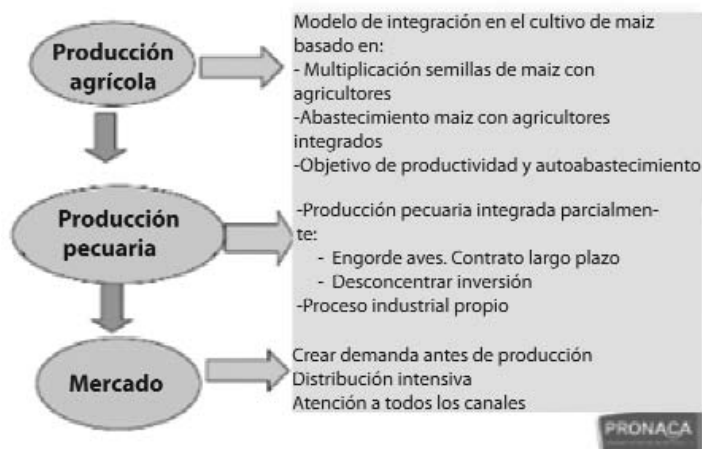 Producción
agrícola
Modelo de integración en el cultivo de maiz
basado en:
- Multiplicación semillas de maiz con
agricultores
-Abastecimiento maiz con agricultores
integrados
-Objetivo de productividad y autoabastecimiento
Producción
pecuaria
-Producción pecuaria integrada parcialmen-
te:
- Engorde aves. Contrato largo plazo
- Desconcentrar inversión
-Proceso industrial propio
Mercado
Crear demanda antes de producción
Distribución intensiva
Atención a todos los canales
PRONACA